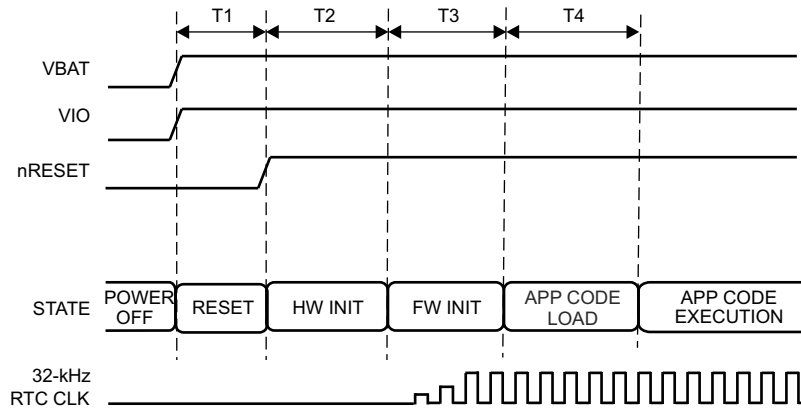 T1 T2 T3 T4
VBAT
VIO
nRESET
STATE
POWER
OFF
RESET
HW INIT
FW INIT
APP CODE
LOAD
APP CODE
EXECUTION
32-kHz
RTC CLK